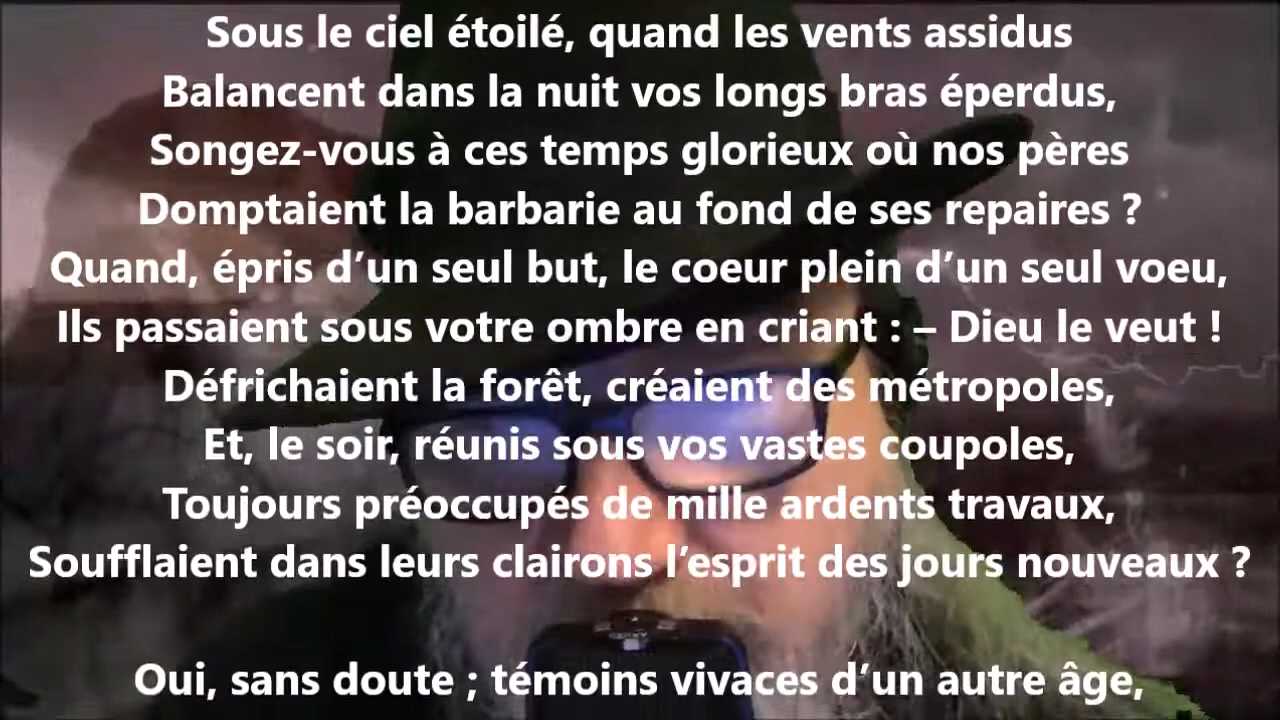 Sous le ciel étoilé, quand les vents assidus
Balancent dans la nuit vos longs bras éperdus,
Songez-vous à ces temps glorieux où nos pères
Domptaient la barbarie au fond de ses repaires ?
Quand, épris d’un seul but, le coeur plein d’un seul voeu,
Ils passaient sous votre ombre en criant : – Dieu le veut !
Défrichaient la forêt, créaient des métropoles,
Et, le soir, réunis sous vos vastes coupoles,
Toujours préoccupés de mille ardents travaux,
Soufflaient dans leurs clairons l’esprit des jours nouveaux ?
Oui, sans doute ; témoins vivaces d’un autre âge,